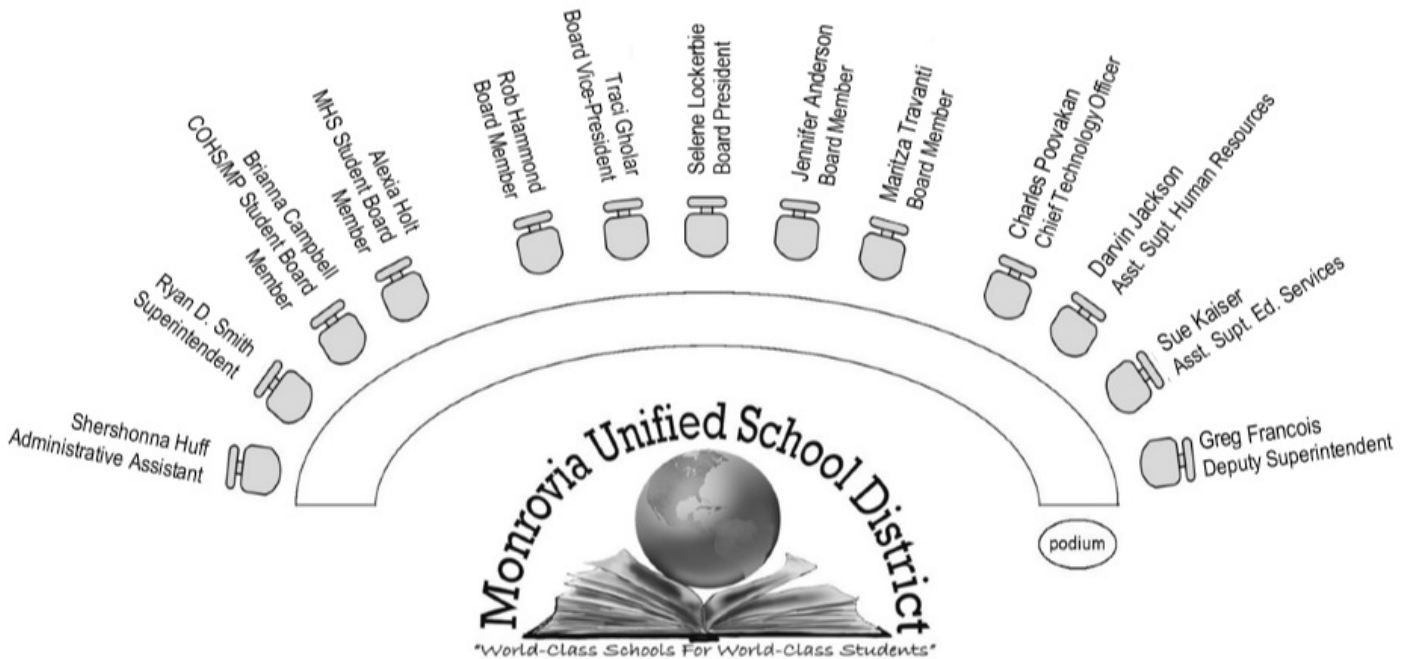 Shershonna Huff
Administrative Assistant
Ryan D. Smith
Superintendent
Brianna Campbell
COHS/MP Student Board
Member
Alexia Holt
MHS Student Board
Member
Rob Hammond
Board Member
Traci Gholar
Board Vice-President
Selene Lockerbie
Board President
Jennifer Anderson
Board Member
Maritza Travanti
Board Member
Charles Poovakan
Chief Technology Officer
Darvin Jackson
Asst. Supt. Human Resources
Sue Kaiser
Asst. Supt. Ed. Services
Greg Francois
Deputy Superintendent
podium
Monrovia Unified School District
"World-Class Schools For World-Class Students"